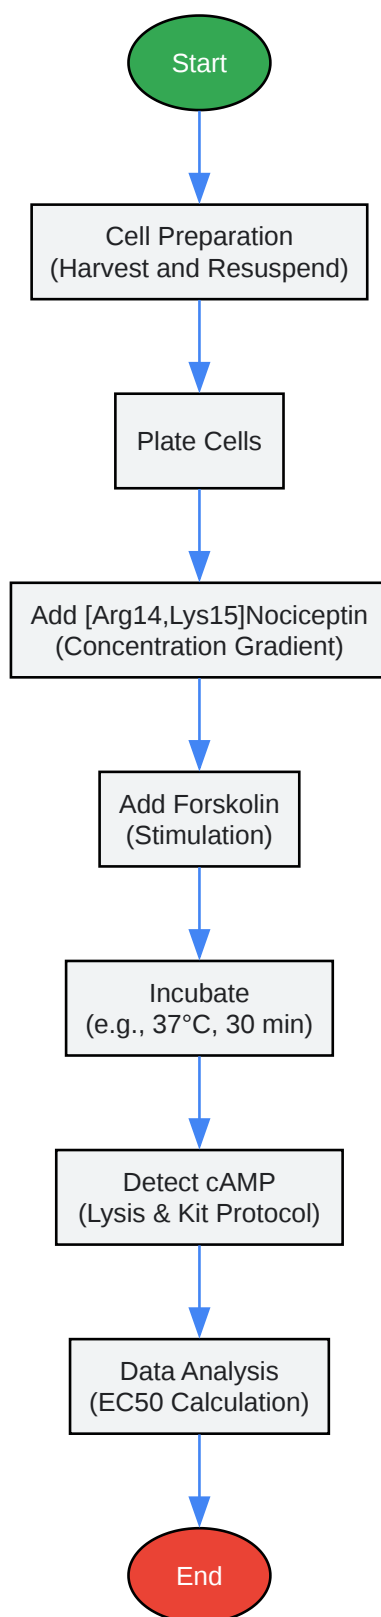 Start
Cell Preparation
(Harvest and Resuspend)
Plate Cells
Add [Arg14,Lys15]Nociceptin
(Concentration Gradient)
Add Forskolin
(Stimulation)
Incubate
(e.g., 37°C, 30 min)
Detect cAMP
(Lysis & Kit Protocol)
Data Analysis
(EC50 Calculation)
End